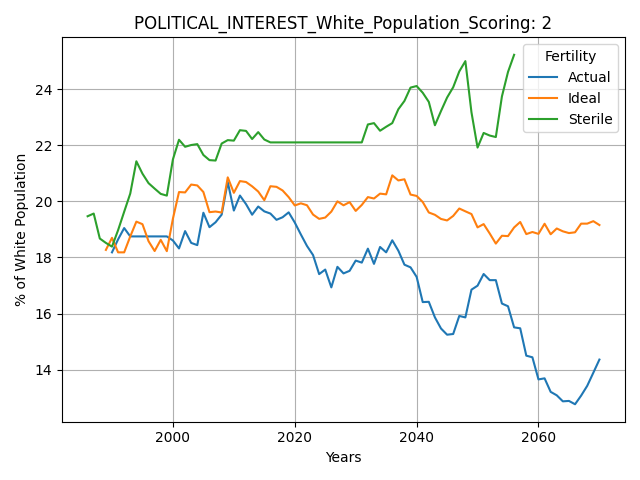 POLITICAL_INTEREST_White_Population_Scoring: 2
Fertility
Actual
Ideal
Sterile
% of White Population
24
22
20
18
16
14
2000 2020 2040 2060
Years